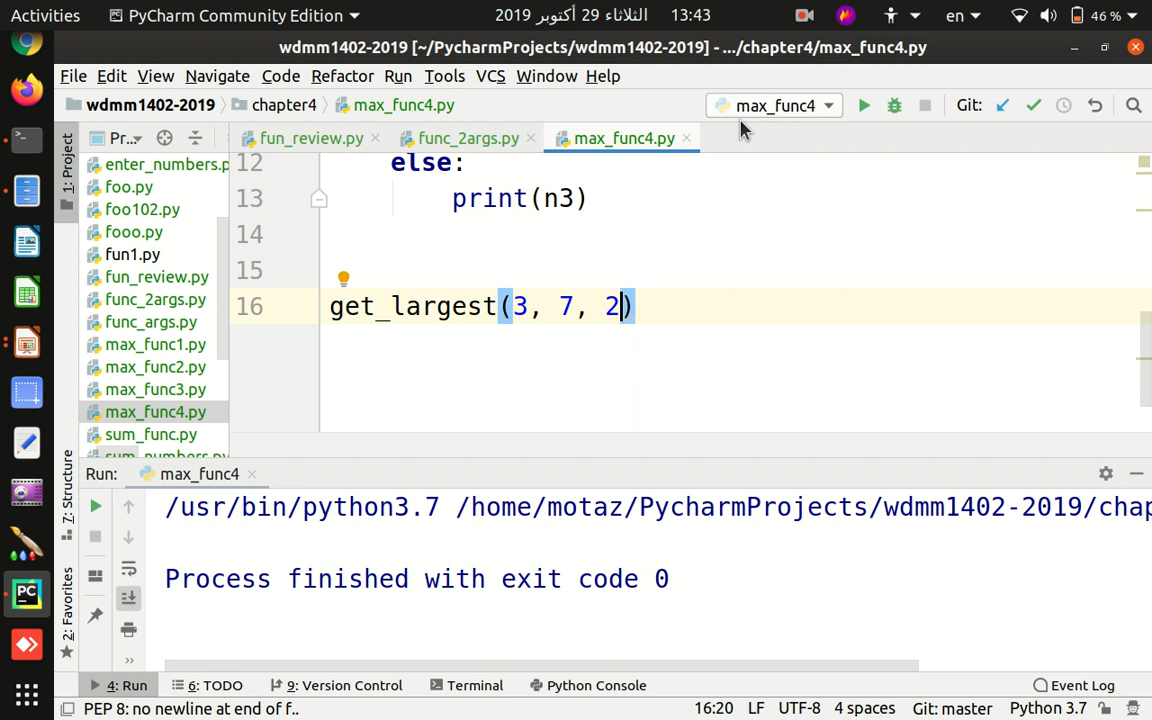 Activities PyCharm Community Edition الثلاثاء 29 أكتوبر 2019 13:43 en 46 %
wdmm1402-2019 [~/PycharmProjects/wdmm1402-2019] - .../chapter4/max_func4.py
File Edit View Navigate Code Refactor Run Tools VCS Window Help
wdmm1402-2019 chapter4 max_func4.py max_func4 Git:
1: Project
Pr...
fun_review.py func_2args.py max_func4.py
enter_numbers.p
foo.py
foo102.py
fooo.py
fun1.py
fun_review.py
func_2args.py
func_args.py
max_func1.py
max_func2.py
max_func3.py
max_func4.py
sum_func.py
sum_numbers.py
12 else:
13 print(n3)
14
15
16 get_largest(3, 7, 2)
7: Structure
2: Favorites
Run: max_func4
/usr/bin/python3.7 /home/motaz/PycharmProjects/wdmm1402-2019/chap
Process finished with exit code 0
4: Run 6: TODO 9: Version Control Terminal Python Console Event Log
PEP 8: no newline at end of f.. 16:20 LF UTF-8 4 spaces Git: master Python 3.7